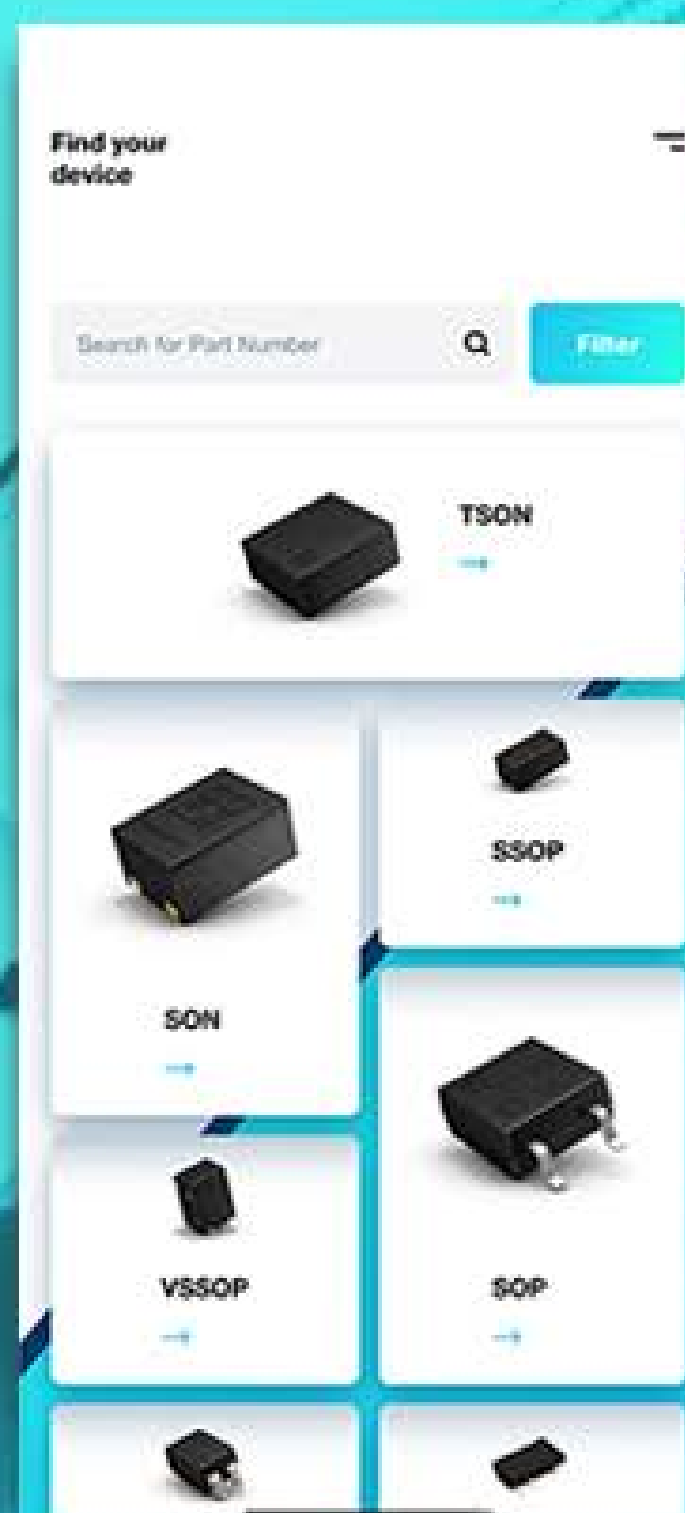 Find your
device
Search for Part Number
Filter
TSON
SSOP
SON
VSSOP
SOP